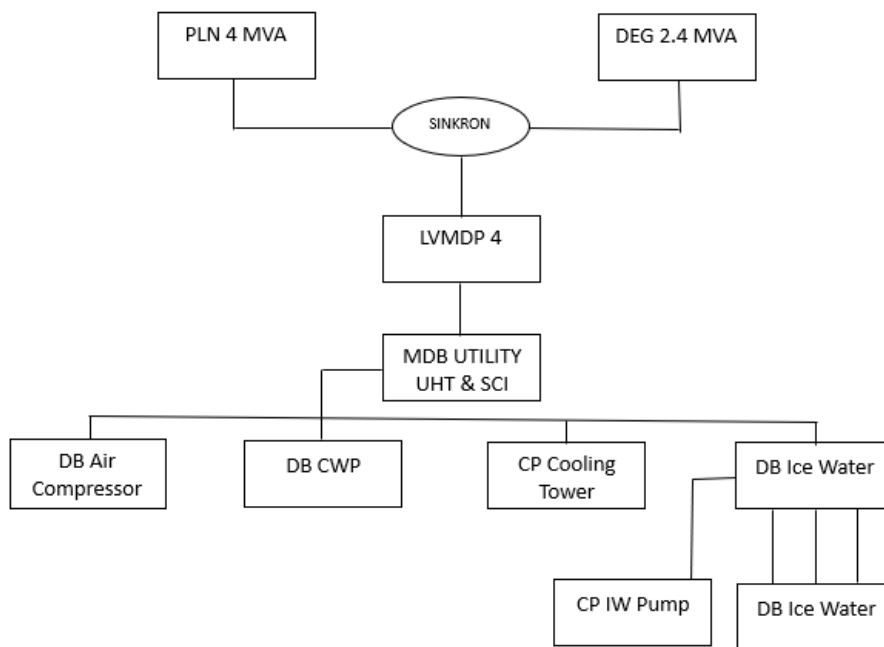 PLN 4 MVA
DEG 2.4 MVA
SINKRON
LVMDP 4
MDB UTILITY
UHT & SCI
DB Air
Compressor
DB CWP
CP Cooling
Tower
DB Ice Water
CP IW Pump
DB Ice Water